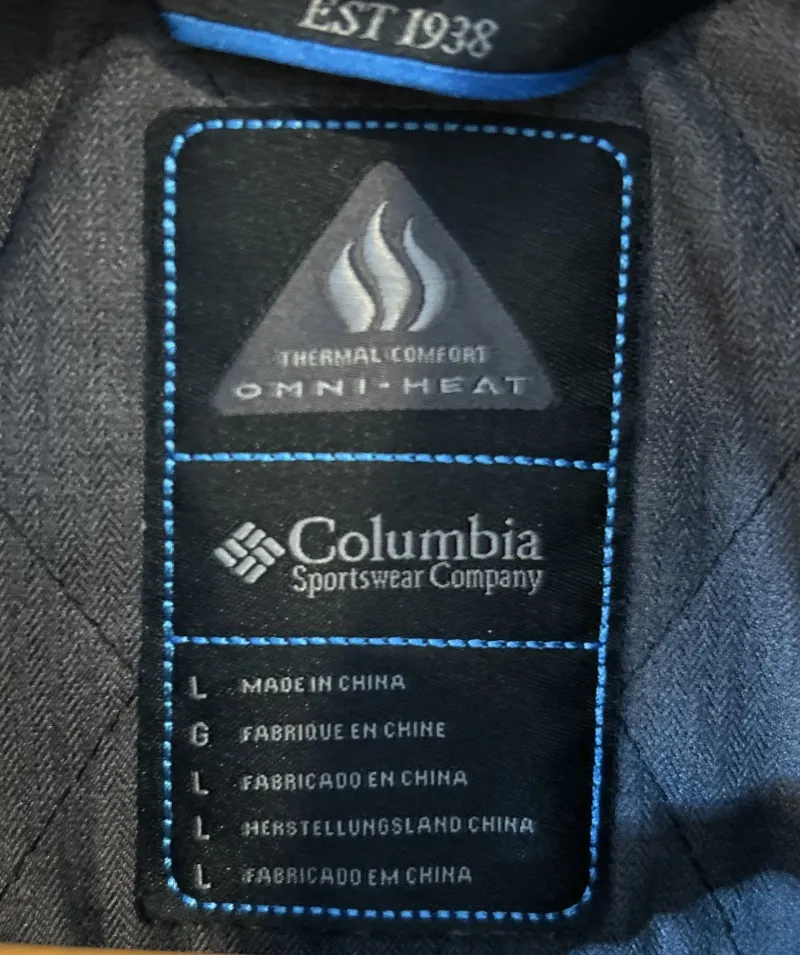 EST 1938
THERMAL COMFORT
OMNI-HEAT
Columbia
Sportswear Company
L MADE IN CHINA
G FABRIQUE EN CHINE
L FABRICADO EN CHINA
L HERSTELLUNGSLAND CHINA
L FABRICADO EM CHINA